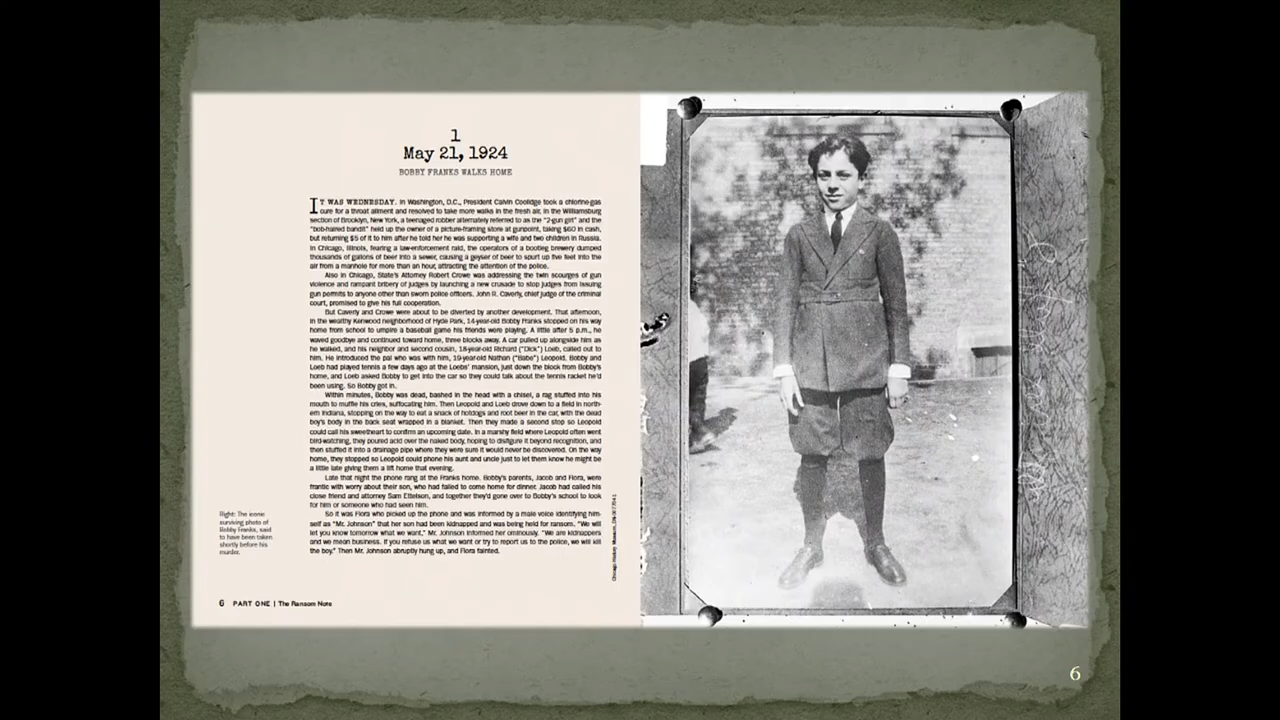 1
May 21, 1924
BOBBY FRANKS WALKS HOME
IT WAS WEDNESDAY. In Washington, D.C., President Calvin Coolidge took a chlorine-gas
cure for a throat ailment and resolved to take more walks in the fresh air. In the Williamsburg
section of Brooklyn, New York, a teenaged robber alternately referred to as the "2-gun girl" and the
"bob-haired bandit" held up the owner of a picture-framing store at gunpoint, taking $60 in cash,
but returning $5 of it to him after he told her he was supporting a wife and two children in Russia.
In Chicago, Illinois, fearing a law-enforcement raid, the operators of a bootleg brewery dumped
thousands of gallons of beer into a sewer, causing a geyser of beer to spurt up five feet into the
air from a manhole for more than an hour, attracting the attention of the police.
Also in Chicago, State's Attorney Robert Crowe was addressing the twin scourges of gun
violence and rampant bribery of judges by launching a new crusade to stop judges from issuing
gun permits to anyone other than sworn police officers. John R. Caverly, chief judge of the criminal
court, promised to give his full cooperation.
But Caverly and Crowe were about to be diverted by another development. That afternoon,
in the wealthy Kenwood neighborhood of Hyde Park, 14-year-old Bobby Franks stopped on his way
home from school to umpire a baseball game his friends were playing. A little after 5 p.m., he
waved goodbye and continued toward home, three blocks away. A car pulled up alongside him as
he walked, and his neighbor and second cousin, 18-year-old Richard ("Dick") Loeb, called out to
him. He introduced the pal who was with him, 19-year-old Nathan ("Babe") Leopold. Bobby and
Loeb had played tennis a few days ago at the Loebs' mansion, just down the block from Bobby's
home, and Loeb asked Bobby to get into the car so they could talk about the tennis racket he'd
been using. So Bobby got in.
Within minutes, Bobby was dead, bashed in the head with a chisel, a rag stuffed into his
mouth to muffle his cries, suffocating him. Then Leopold and Loeb drove down to a field in north-
ern Indiana, stopping on the way to eat a snack of hotdogs and root beer in the car, with the dead
boy's body in the back seat wrapped in a blanket. Then they made a second stop so Leopold
could call his sweetheart to confirm an upcoming date. In a marshy field where Leopold often went
bird-watching, they poured acid over the naked body, hoping to disfigure it beyond recognition, and
then stuffed it into a drainage pipe where they were sure it would never be discovered. On the way
home, they stopped so Leopold could phone his aunt and uncle just to let them know he might be
a little late giving them a lift home that evening.
Late that night the phone rang at the Franks home. Bobby's parents, Jacob and Flora, were
frantic with worry about their son, who had failed to come home for dinner. Jacob had called his
close friend and attorney Sam Ettelson, and together they'd gone over to Bobby's school to look
for him or someone who had seen him.
So it was Flora who picked up the phone and was informed by a male voice identifying him-
self as "Mr. Johnson" that her son had been kidnapped and was being held for ransom. "We will
let you know tomorrow what we want," Mr. Johnson informed her ominously. "We are kidnappers
and we mean business. If you refuse us what we want or try to report us to the police, we will kill
the boy." Then Mr. Johnson abruptly hung up, and Flora fainted.
Right: The iconic
surviving photo of
Bobby Franks, said
to have been taken
shortly before his
murder.
Chicago History Museum,
6 PART ONE | The Ransom Note
6